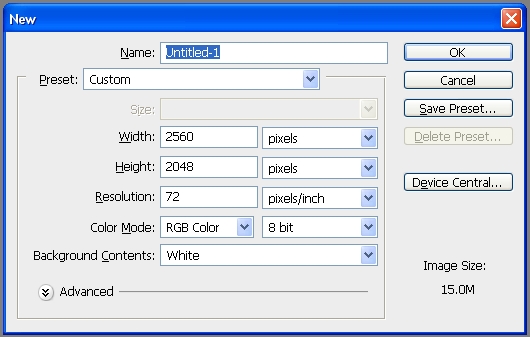 New
Name: Untitled-1
OK
Preset: Custom
Cancel
Size:
Save Preset...
Width: 2560 pixels
Delete Preset...
Height: 2048 pixels
Resolution: 72 pixels/inch
Device Central...
Color Mode: RGB Color 8 bit
Background Contents: White
Image Size:
15.0M
Advanced